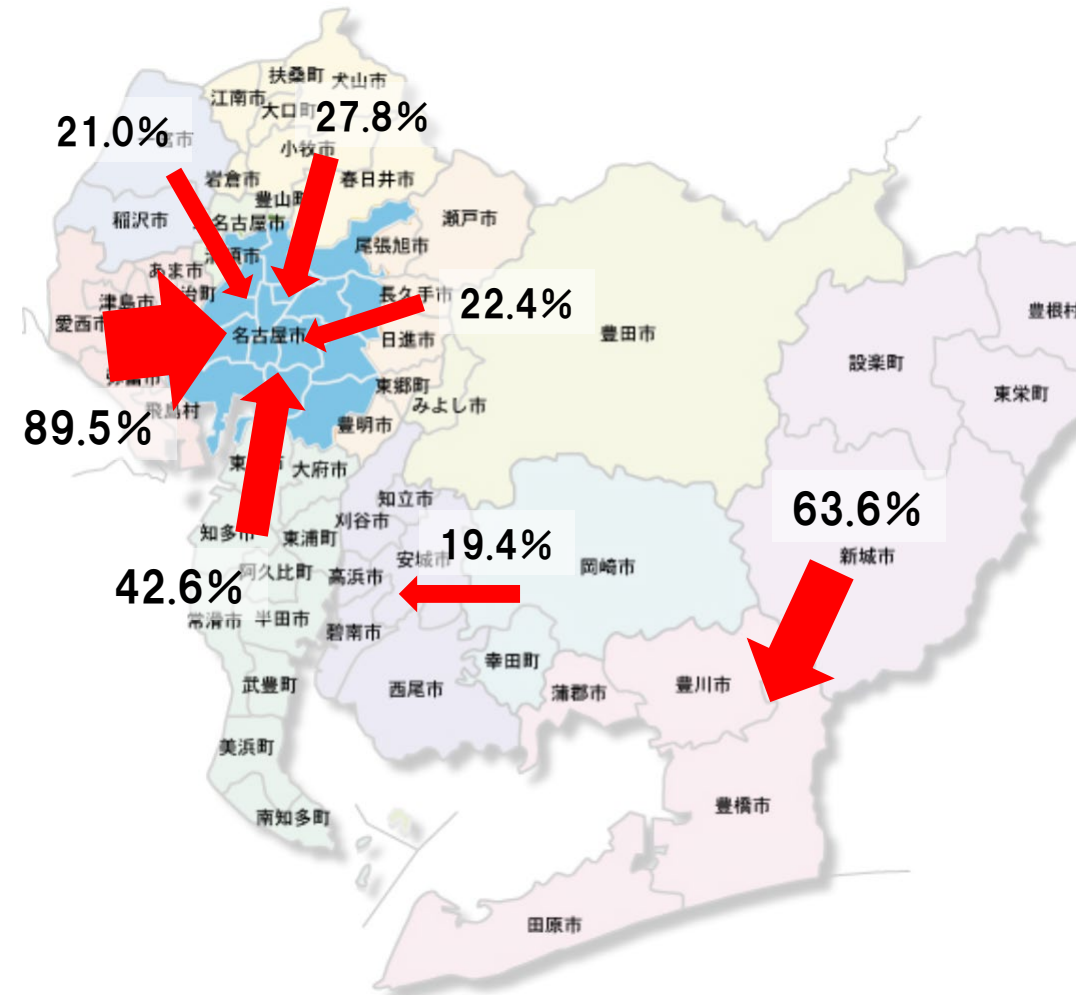 扶桑町
犬山市
江南市
大口町
21.0%
27.8%
小牧市
岩倉市
春日井市
豊山町
稲沢市
名古屋市
瀬戸市
尾張旭市
あま市
津島市
長久手市
22.4%
豊根村
愛西市
名古屋市
日進市
豊田市
設楽町
東郷町
みよし市
東栄町
飛島村
89.5%
豊明市
大府市
知立市
63.6%
知多市
刈谷市
東浦町
19.4%
安城市
新城市
42.6%
阿久比町
高浜市
岡崎市
常滑市
半田市
碧南市
武豊町
西尾市
幸田町
蒲郡市
豊川市
美浜町
南知多町
豊橋市
田原市